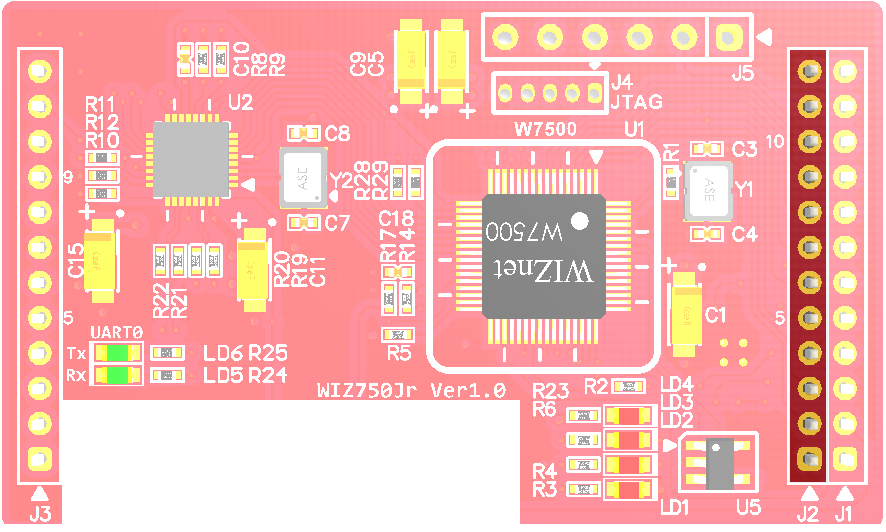 C10
R8
R9
C9
C5
J5
J4
JTAG
U2
R11
R12
R10
C8
W7500
U1
R1
C3
10
9
ASE
Y2
R28
R29
ASE
Y1
C7
C18
R17
R14
W7500
WIZnet
C4
C15
R20
R19
C11
R22
R21
5
C1
5
UART0
R5
Tx
LD6 R25
Rx
LD5 R24
WIZ750Jr Ver1.0
R23
R2
LD4
R6
LD3
LD2
R4
R3
LD1
U5
J3
J2
J1